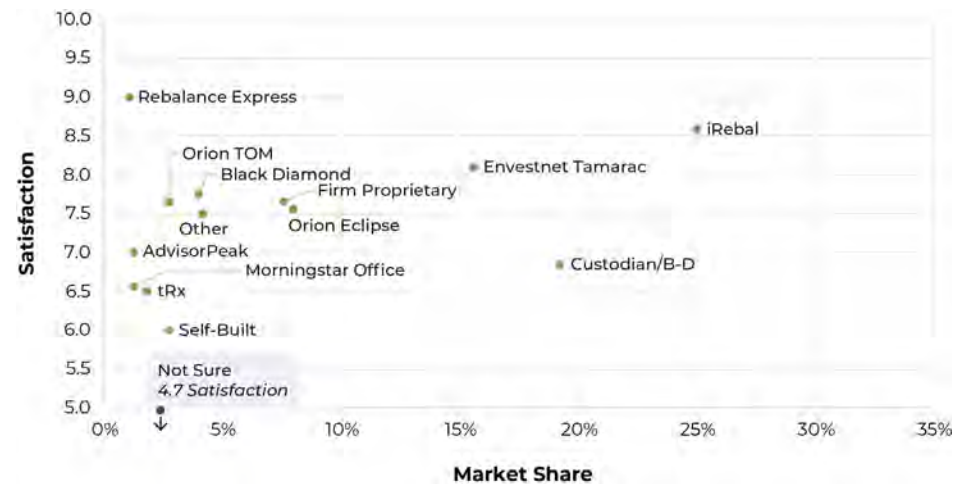 10.0
9.5
9.0
8.5
8.0
7.5
7.0
6.5
6.0
5.5
5.0
Satisfaction
Rebalance Express
iRebal
Orion TOM
Black Diamond
Envestnet Tamarac
Firm Proprietary
Other
Orion Eclipse
AdvisorPeak
Custodian/B-D
Morningstar Office
tRx
Self-Built
Not Sure
4.7 Satisfaction
0% 5% 10% 15% 20% 25% 30% 35%
Market Share